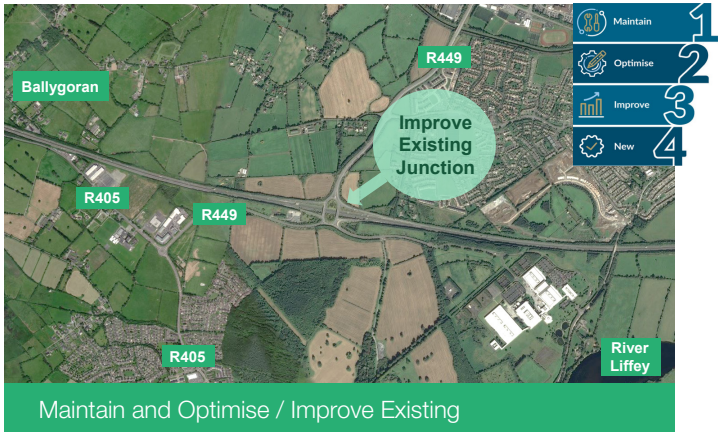 Maintain 1
Optimise 2
Improve 3
New 4
R449
Ballygoran
Improve
Existing
Junction
R405
R449
R405
River
Liffey
Maintain and Optimise / Improve Existing